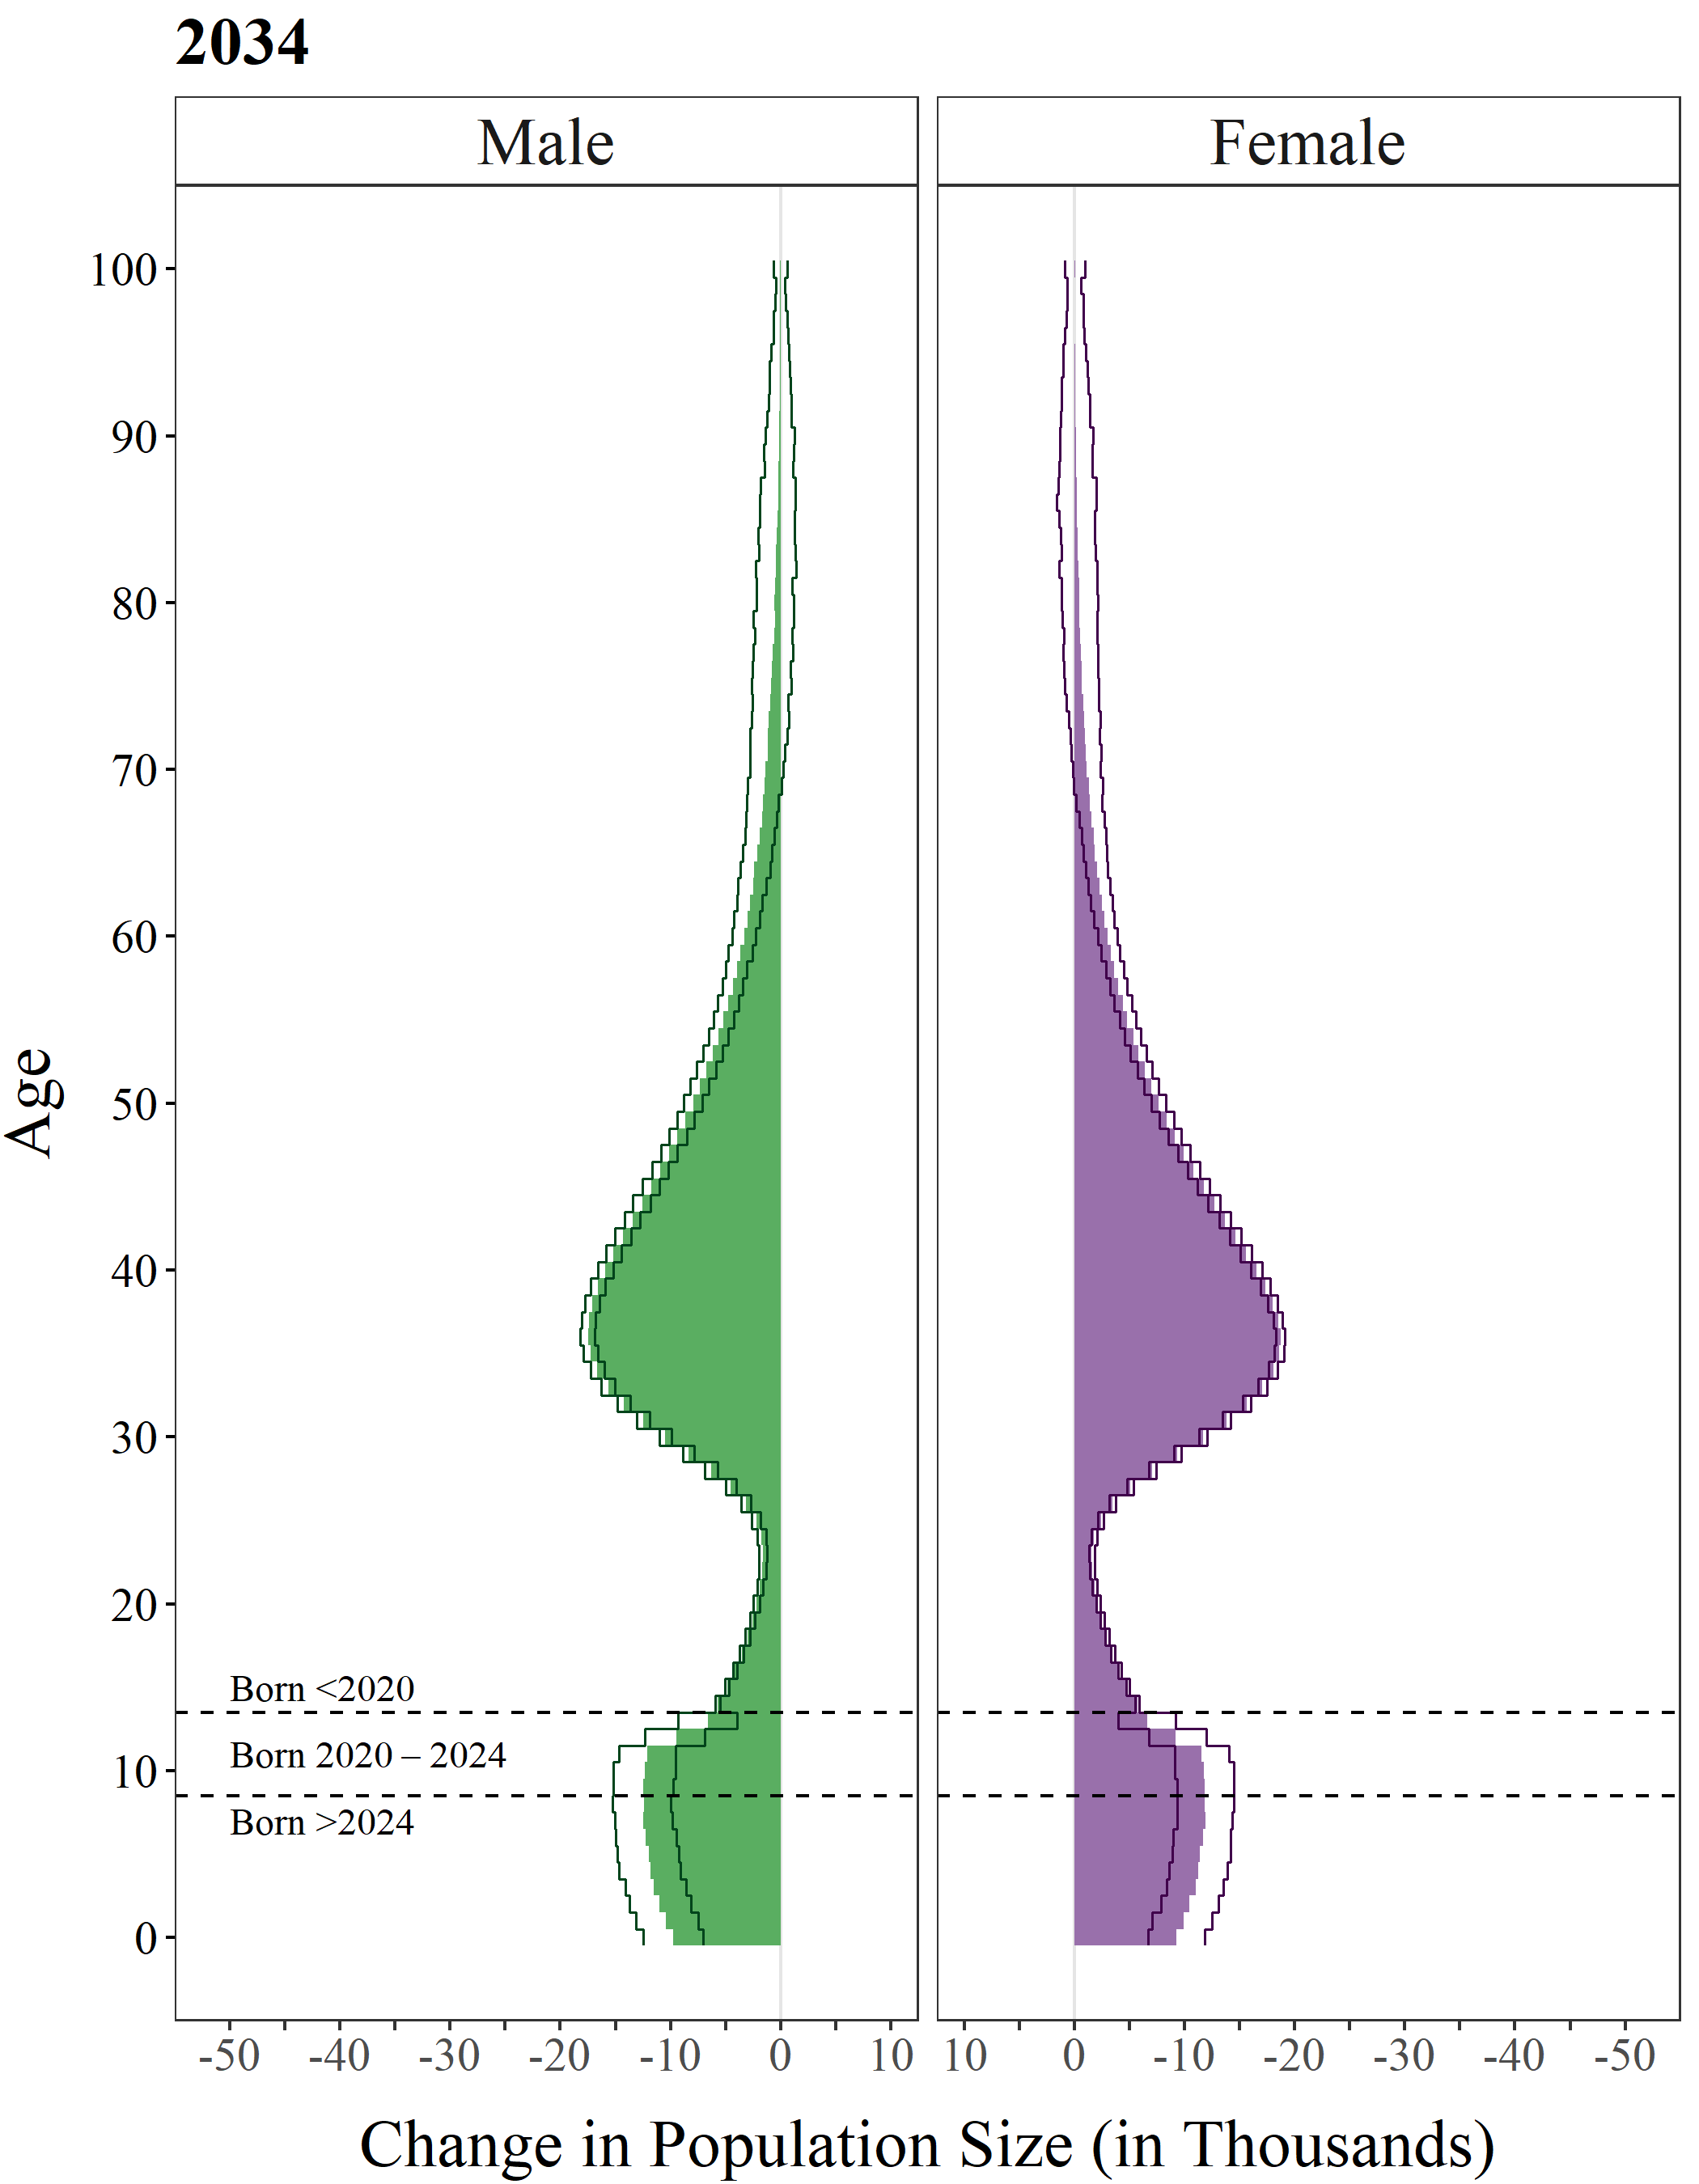 2034
Male
Female
Age
100
90
80
70
60
50
40
30
20
10
0
Born <2020
Born 2020 – 2024
Born >2024
-50 -40 -30 -20 -10 0 10
10 0 -10 -20 -30 -40 -50
Change in Population Size (in Thousands)